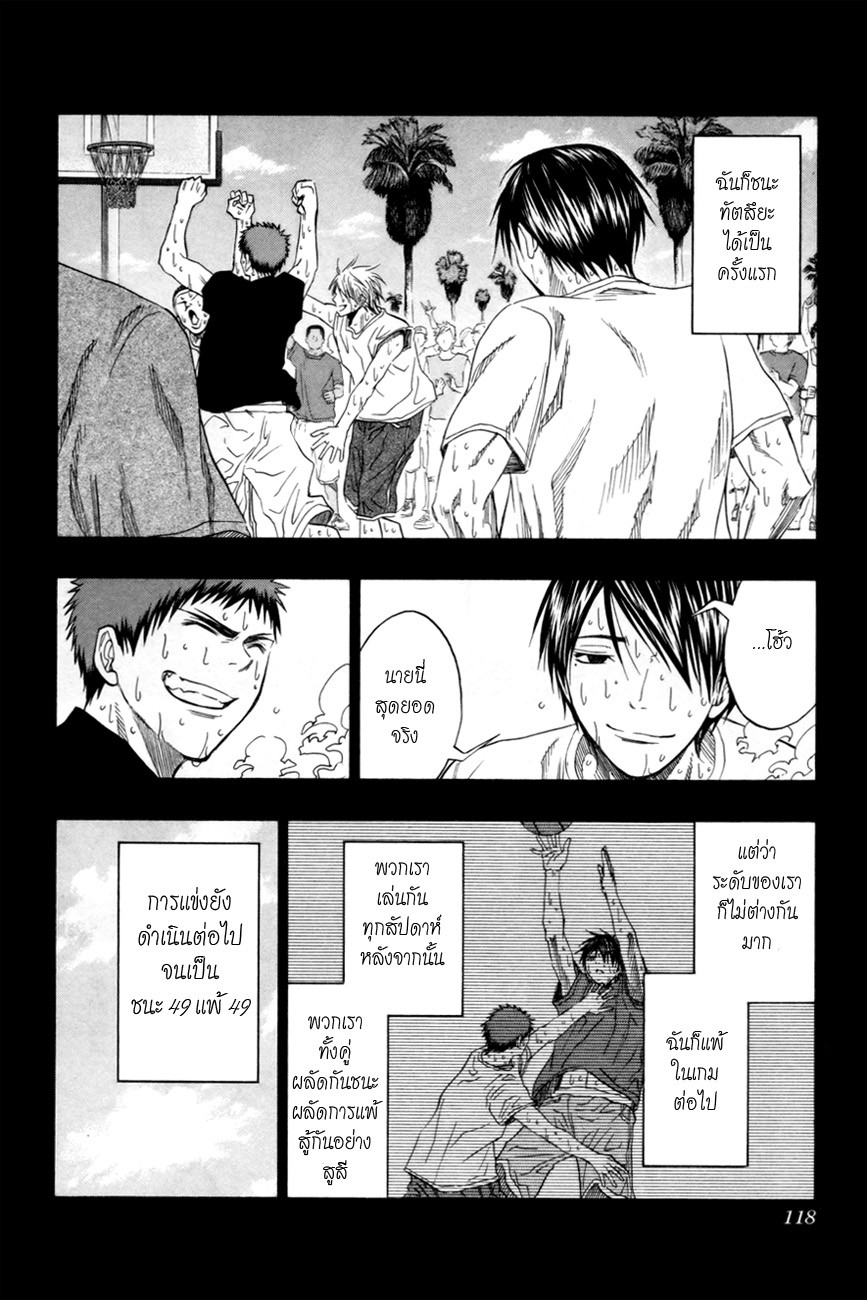 ฉันก็ชนะ
ทัตสึยะ
ได้เป็น
ครั้งแรก
...โฮ้ว
นายนี่
สุดยอด
จริง
แต่ว่า
ระดับของเรา
ก็ไม่ต่างกัน
มาก
ฉันก็แพ้
ในเกม
ต่อไป
พวกเรา
เล่นกัน
ทุกสัปดาห์
หลังจากนั้น
พวกเรา
ทั้งคู่
ผลัดกันชนะ
ผลัดการแพ้
สู้กันอย่าง
สูสี
การแข่งยัง
ดำเนินต่อไป
จนเป็น
ชนะ 49 แพ้ 49
118